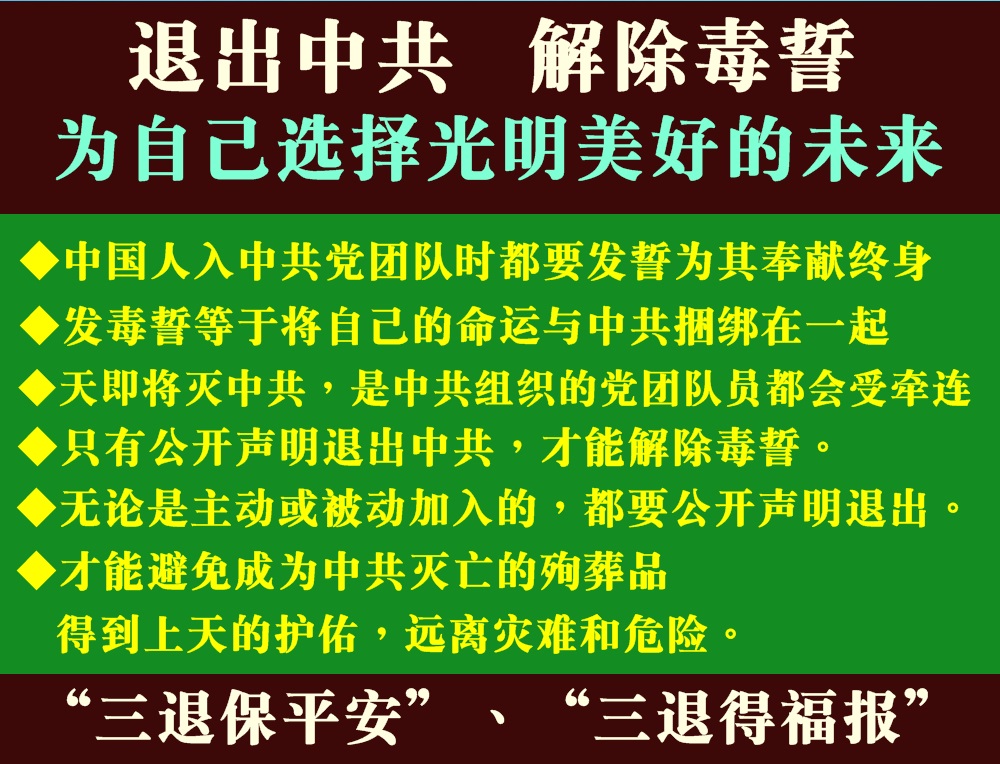 退出中共 解除毒誓
为自己选择光明美好的未来
◆中国人入中共党团队时都要发誓为其奉献终身
◆发毒誓等于将自己的命运与中共捆绑在一起
◆天即将灭中共，是中共组织的党团队员都会受牵连
◆只有公开声明退出中共，才能解除毒誓。
◆无论是主动或被动加入的，都要公开声明退出。
◆才能避免成为中共灭亡的殉葬品
得到上天的护佑，远离灾难和危险。
“三退保平安”、“三退得福报”